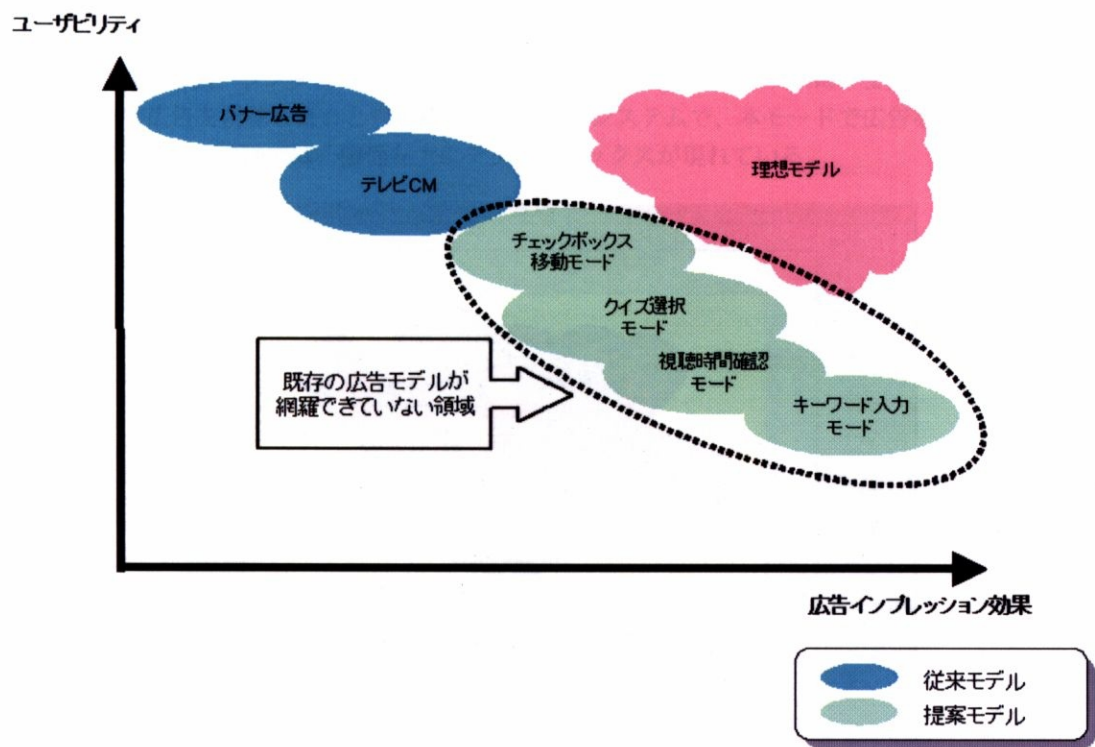 ユーザビリティ
バナー広告
テレビCM
理想モデル
チェックボックス
移動モード
クイズ選択
モード
視聴時間確認
モード
キーワード入力
モード
既存の広告モデルが
網羅できていない領域
広告インプレッション効果
従来モデル
提案モデル